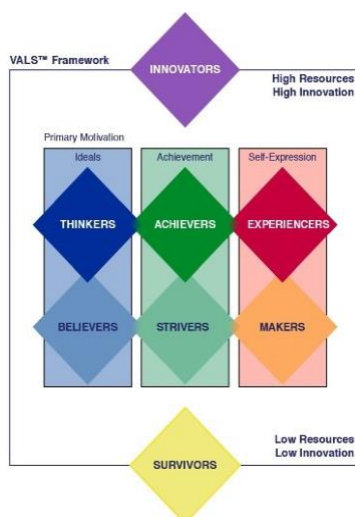 VALS™ Framework
INNOVATORS
High Resources
High Innovation
Primary Motivation
Ideals
Achievement
Self-Expression
THINKERS
ACHIEVERS
EXPERIENCERS
BELIEVERS
STRIVERS
MAKERS
Low Resources
Low Innovation
SURVIVORS